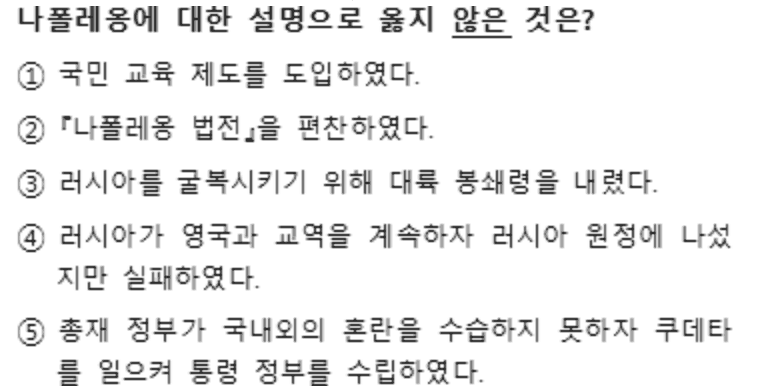 나폴레옹에 대한 설명으로 옳지 않은 것은?
① 국민 교육 제도를 도입하였다.
② 『나폴레옹 법전』을 편찬하였다.
③ 러시아를 굴복시키기 위해 대륙 봉쇄령을 내렸다.
④ 러시아가 영국과 교역을 계속하자 러시아 원정에 나섰
지만 실패하였다.
⑤ 총재 정부가 국내외의 혼란을 수습하지 못하자 쿠데타
를 일으켜 통령 정부를 수립하였다.